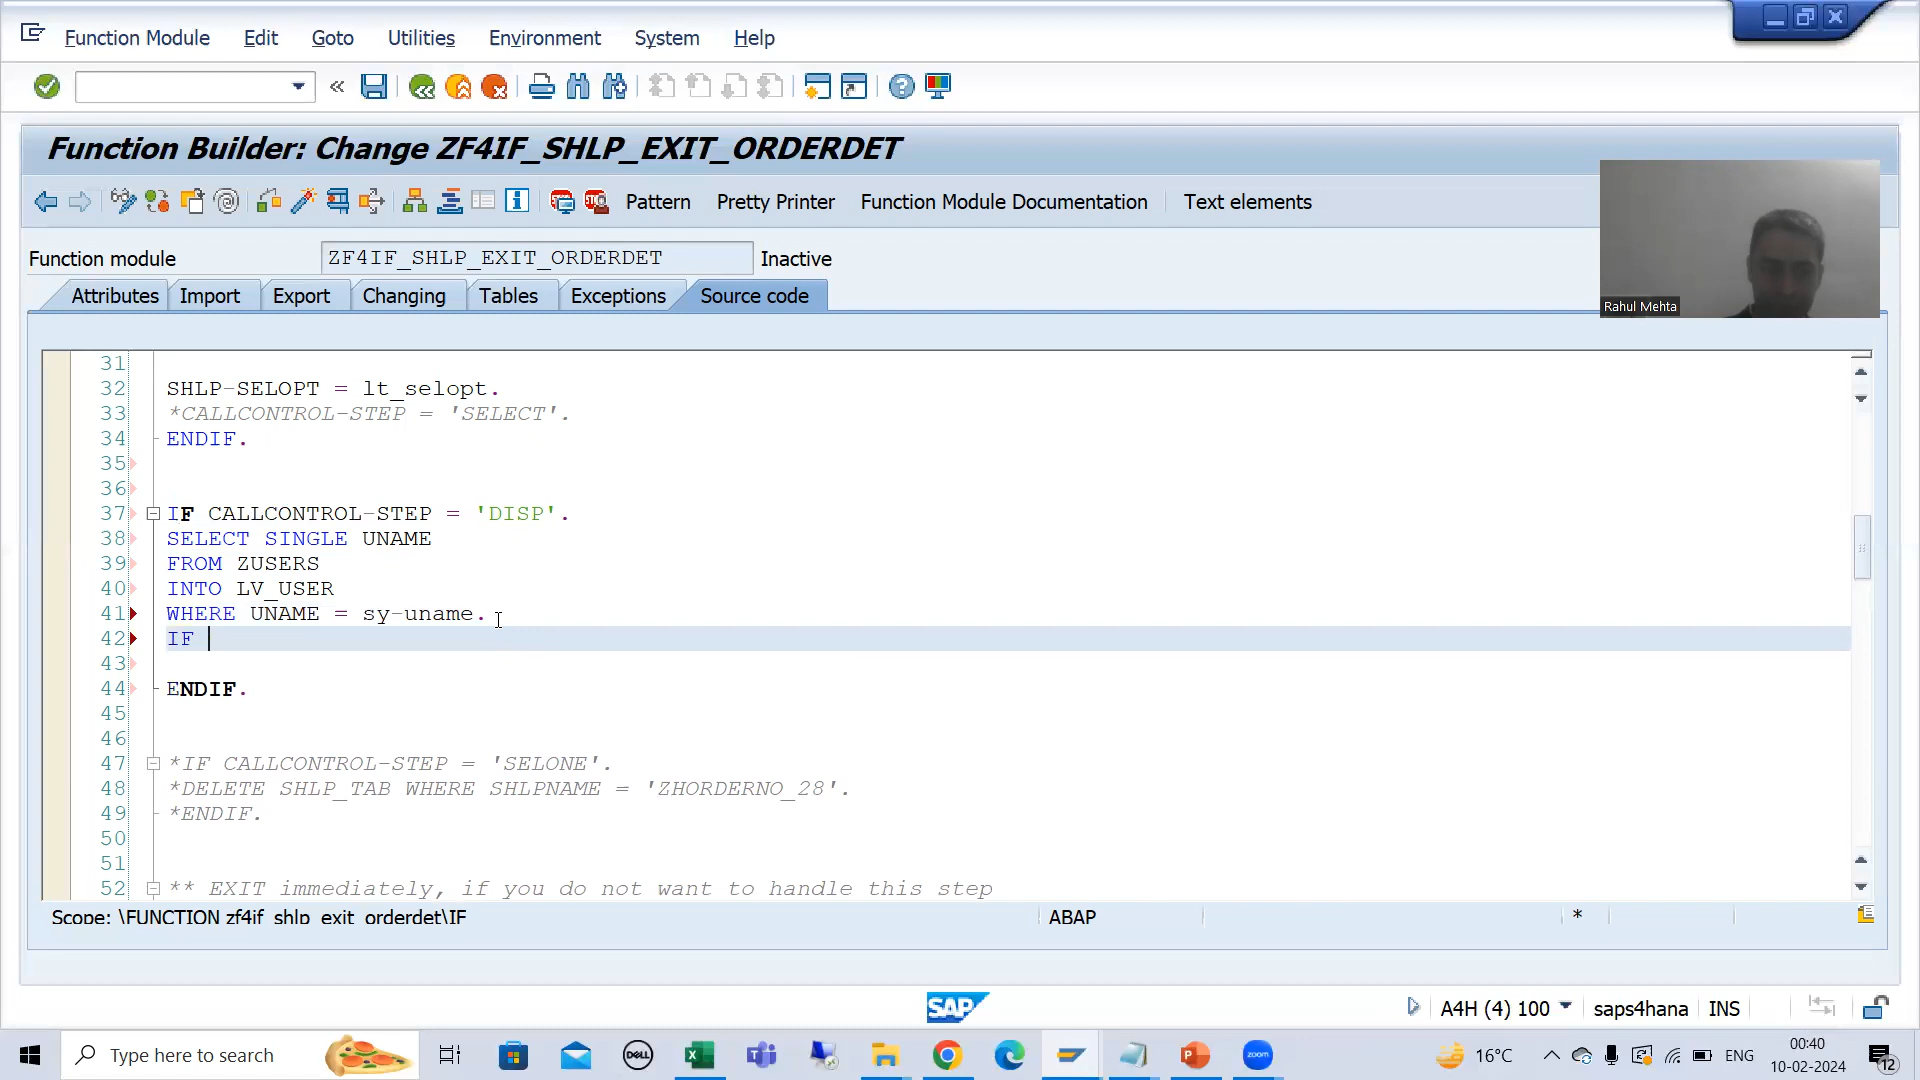 Function Module Edit Goto Utilities Environment System Help
Function Builder: Change ZF4IF_SHLP_EXIT_ORDERDET
Pattern Pretty Printer Function Module Documentation Text elements
Function module ZF4IF_SHLP_EXIT_ORDERDET Inactive
Rahul Mehta
Attributes Import Export Changing Tables Exceptions Source code
31
32 SHLP-SELOPT = lt_selopt.
33 *CALLCONTROL-STEP = 'SELECT'.
34 ENDIF.
35
36
37 IF CALLCONTROL-STEP = 'DISP'.
38 SELECT SINGLE UNAME
39 FROM ZUSERS
40 INTO LV_USER
41 WHERE UNAME = sy-uname.
42 IF
43
44 ENDIF.
45
46
47 *IF CALLCONTROL-STEP = 'SELONE'.
48 *DELETE SHLP_TAB WHERE SHLPNAME = 'ZHORDERNO_28'.
49 *ENDIF.
50
51
52 ** EXIT immediately, if you do not want to handle this step
Scope: \FUNCTION zf4if_shlp_exit_orderdet\IF ABAP *
SAP
A4H (4) 100 saps4hana INS
Type here to search
DELL
zoom
16°C
ENG
00:40
10-02-2024
12